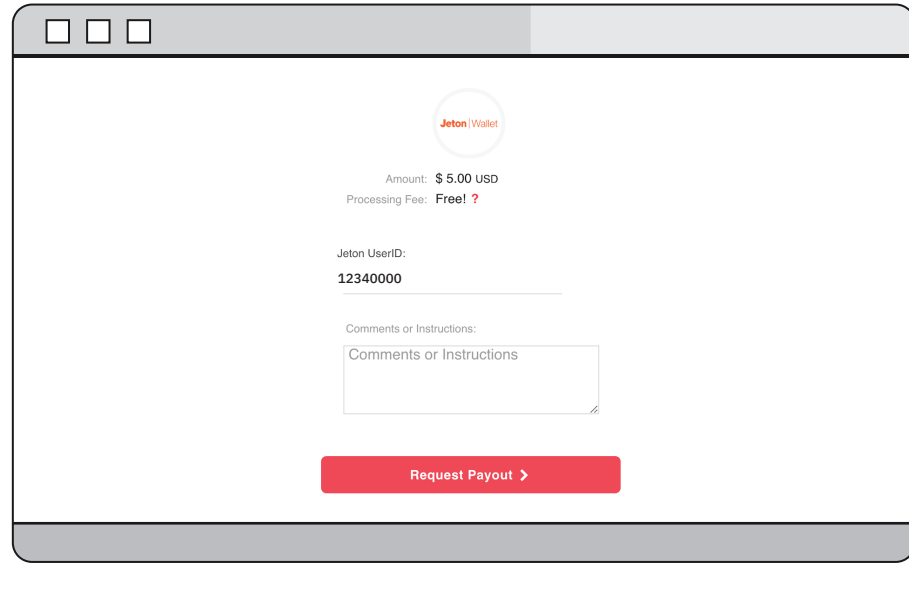 Jeton | Wallet
Amount: $ 5.00 USD
Processing Fee: Free! ?
Jeton UserID:
12340000
Comments or Instructions:
Comments or Instructions
Request Payout